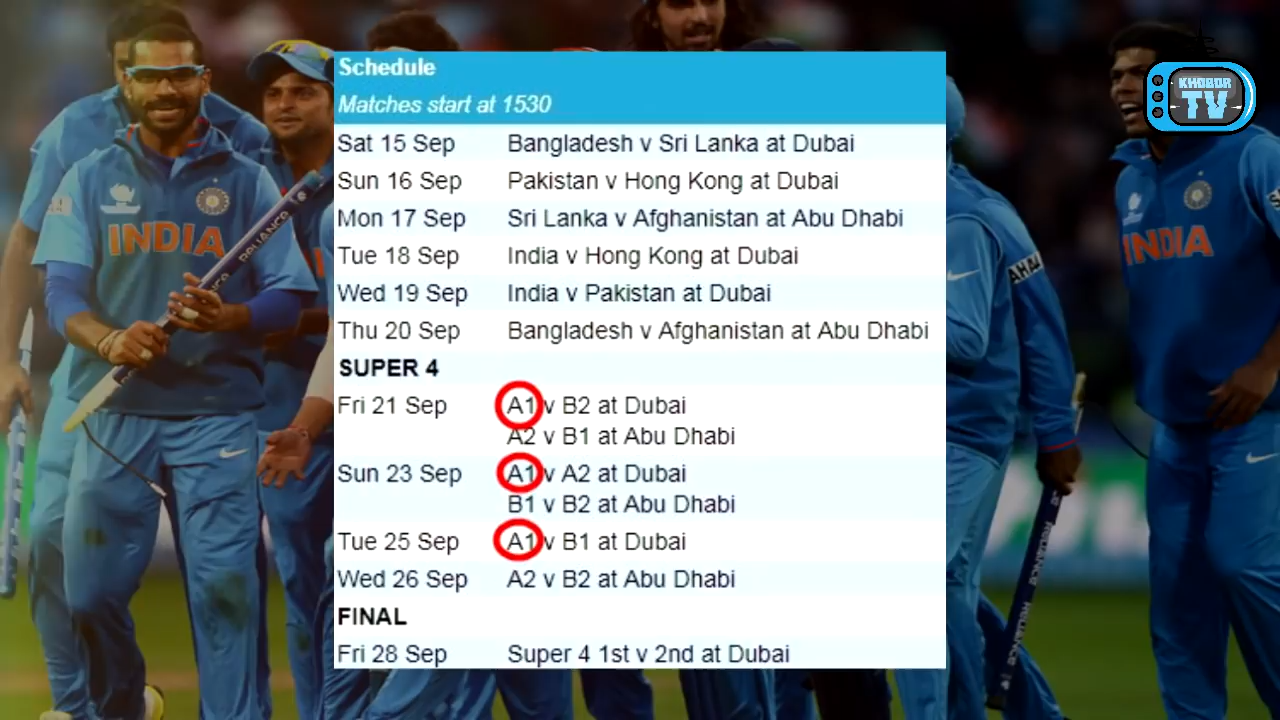 KHOBOR
TV
Schedule
Matches start at 1530
Sat 15 Sep Bangladesh v Sri Lanka at Dubai
Sun 16 Sep Pakistan v Hong Kong at Dubai
Mon 17 Sep Sri Lanka v Afghanistan at Abu Dhabi
Tue 18 Sep India v Hong Kong at Dubai
Wed 19 Sep India v Pakistan at Dubai
Thu 20 Sep Bangladesh v Afghanistan at Abu Dhabi
SUPER 4
Fri 21 Sep A1 v B2 at Dubai
A2 v B1 at Abu Dhabi
Sun 23 Sep A1 v A2 at Dubai
B1 v B2 at Abu Dhabi
Tue 25 Sep A1 v B1 at Dubai
Wed 26 Sep A2 v B2 at Abu Dhabi
FINAL
Fri 28 Sep Super 4 1st v 2nd at Dubai
INDIA
RELIANCE
INDIA
RELIANCE
RELIANCE